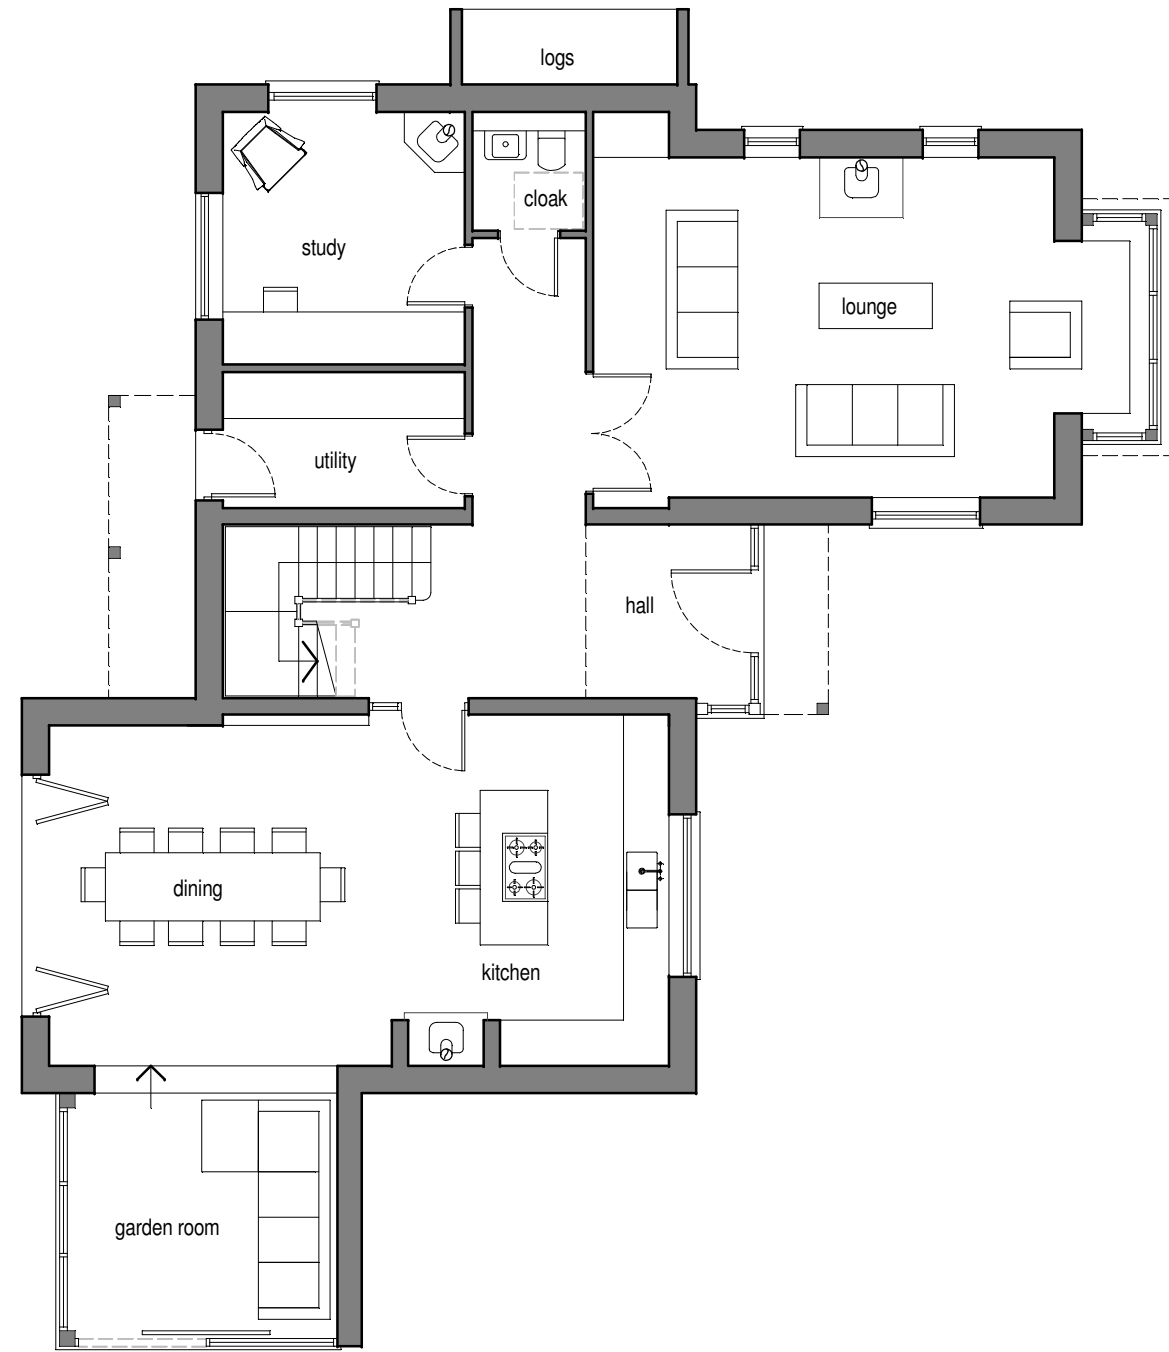 logs
cloak
study
lounge
utility
hall
dining
kitchen
garden room